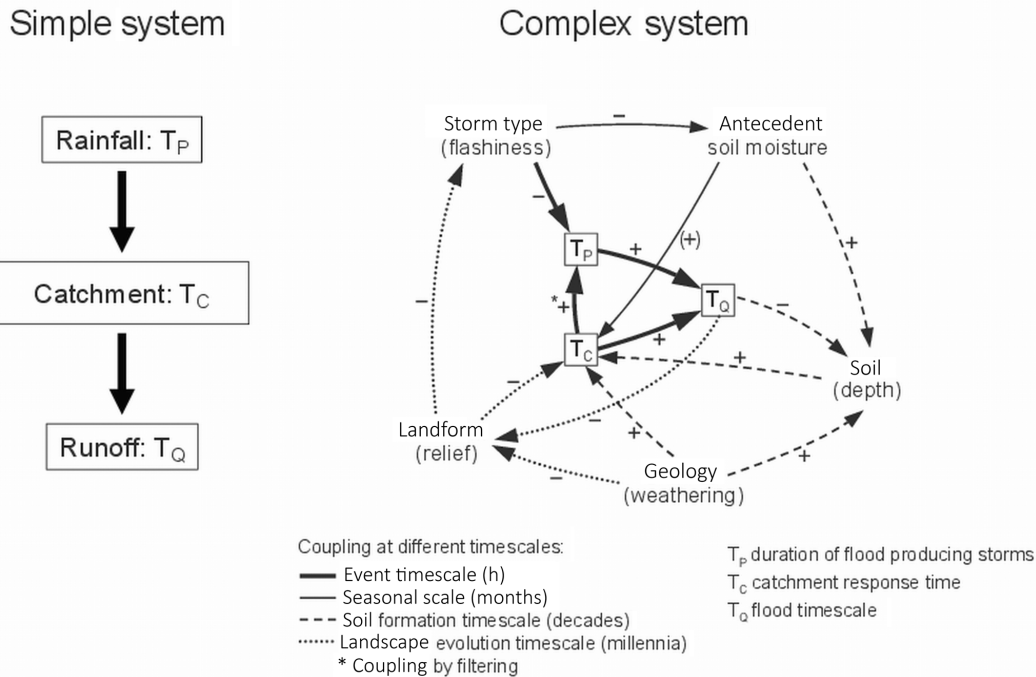 Simple system
Complex system
Rainfall: TP
Catchment: TC
Runoff: TQ
Storm type
(flashiness)
−
Antecedent
soil moisture
−
TP
+
(+)
+
−
*+
TQ
−
TC
+
+
Soil
(depth)
−
Landform
(relief)
−
+
Geology
(weathering)
+
−
Coupling at different timescales:
Event timescale (h)
Seasonal scale (months)
Soil formation timescale (decades)
Landscape evolution timescale (millennia)
* Coupling by filtering
TP duration of flood producing storms
TC catchment response time
TQ flood timescale